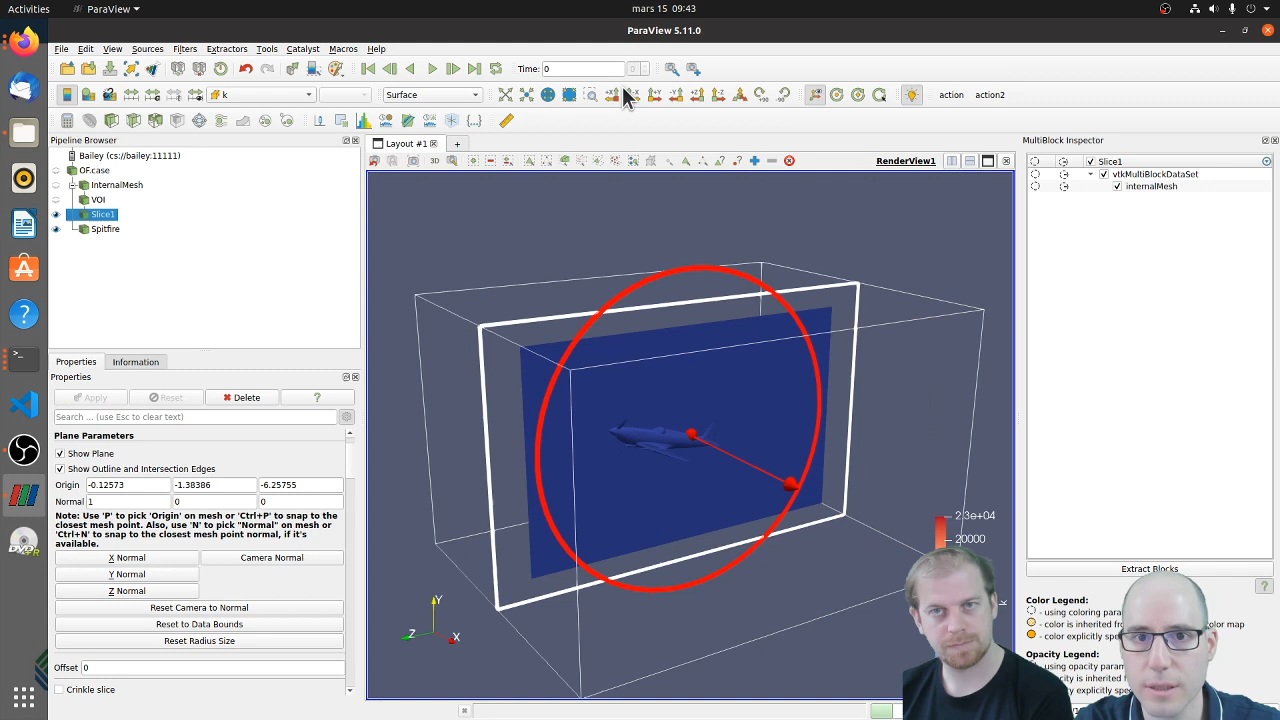 Activities
ParaView
mars 15 09:43
ParaView 5.11.0
File Edit View Sources Filters Extractors Tools Catalyst Macros Help
Time: 0
0
k
Surface
action action2
Pipeline Browser
Bailey (cs://bailey:11111)
OF.case
InternalMesh
VOI
Slice1
Spitfire
Layout #1
+
3D
RenderView1
MultiBlock Inspector
Slice1
vtkMultiBlockDataSet
internalMesh
Properties Information
Properties
Apply Reset Delete ?
Search ... (use Esc to clear text)
Plane Parameters
Show Plane
Show Outline and Intersection Edges
Origin -0.12573 -1.38386 -6.25755
Normal 1 0 0
Note: Use 'P' to pick 'Origin' on mesh or 'Ctrl+P' to snap to the
closest mesh point. Also, use 'N' to pick "Normal" on mesh or
'Ctrl+N' to snap to the closest mesh point normal, if it's
available.
X Normal Camera Normal
Y Normal
Z Normal
Reset Camera to Normal
Reset to Data Bounds
Reset Radius Size
Offset 0
Crinkle slice
Y
Z
X
2.3e+04
20000
k
Extract Blocks
?
Color Legend:
- using coloring para
- color is inherited from or color map
- color explicitly spe
Opacity Legend:
- using opacity param